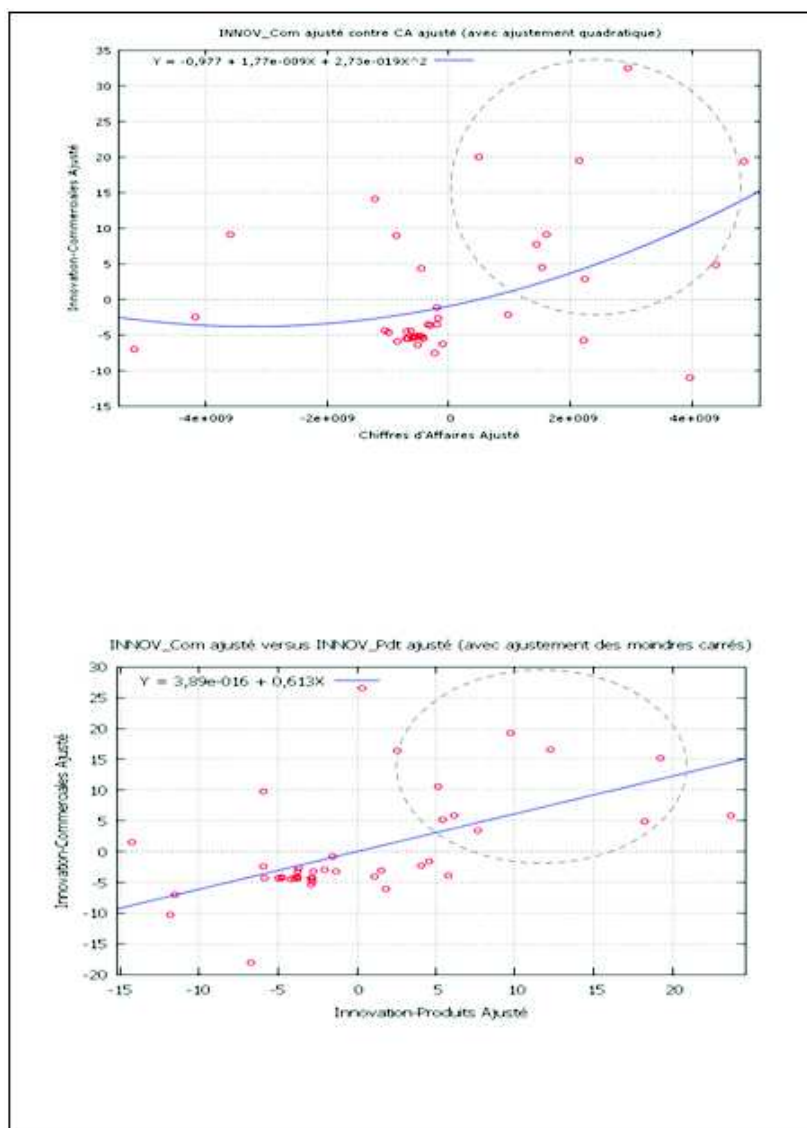 INNOV_Com ajusté contre CA ajusté (avec ajustement quadratique)
Y = -0,977 + 1,77e-009X + 2,73e-019X^2
35
30
25
20
15
10
5
0
-5
-10
-15
Innovation-Commerciales Ajusté
-4e+009 -2e+009 0 2e+009 4e+009
Chiffres d'Affaires Ajusté
INNOV_Com ajusté versus INNOV_Pdt ajusté (avec ajustement des moindres carrés)
Y = 3,89e-016 + 0,613X
30
25
20
15
10
5
0
-5
-10
-15
-20
Innovation-Commerciales Ajusté
-15 -10 -5 0 5 10 15 20
Innovation-Produits Ajusté